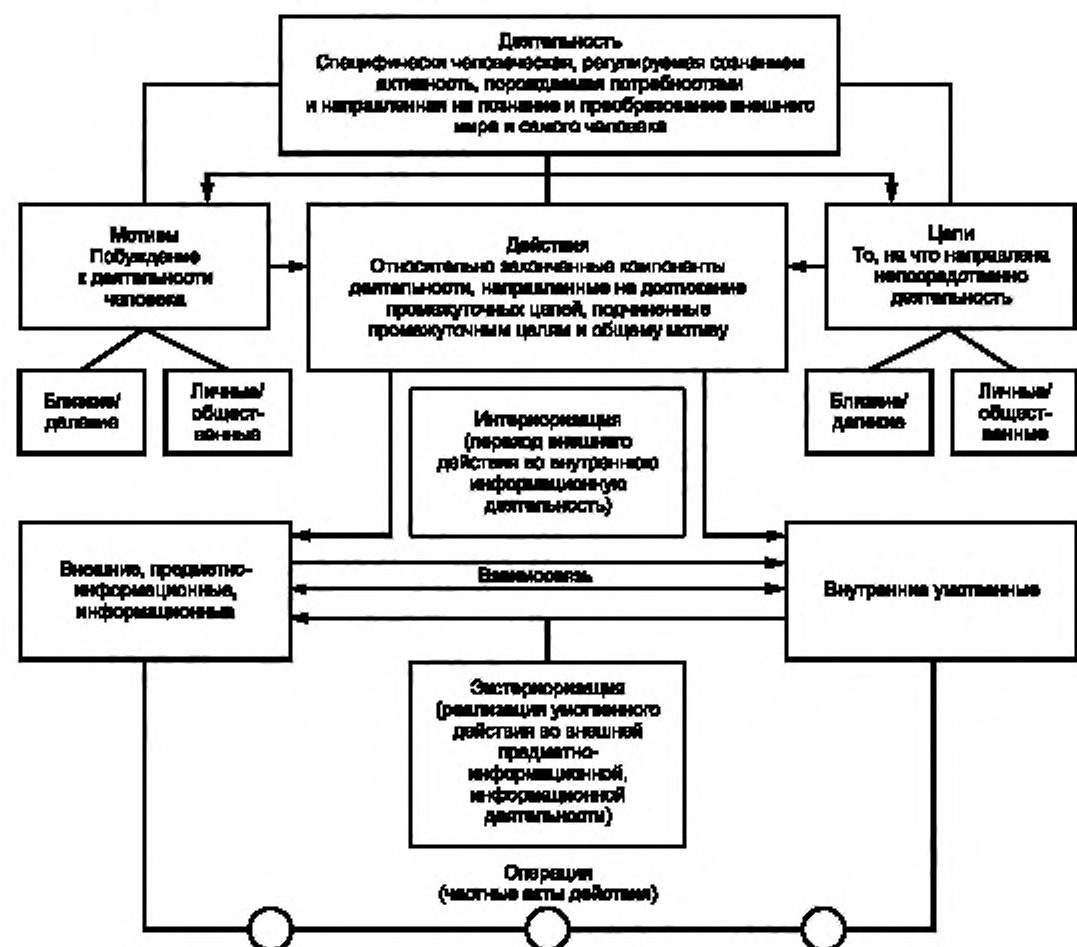 Деятельность
Специфически человеческая, регулируемая сознанием
активность, порождаемая потребностями
и направленная на познание и преобразование внешнего
мира и самого человека
Мотивы
Побуждение
к деятельности
человека
Действия
Относительно законченные компоненты
деятельности, направленные на достижение
промежуточных целей, подчиненные
промежуточным целям и общему мотиву
Цели
То, на что направлена
непосредственно
деятельность
Близкие/
далекие
Личные/
общест-
венные
Близкие/
далекие
Личные/
общест-
венные
Интериоризация
(переход внешнего
действия во внутреннюю
информационную
деятельность)
Внешние, предметно-
информационные,
информационные
Взаимосвязь
Внутренние умственные
Экстериоризация
(реализация умственного
действия во внешней
предметно-
информационной,
информационной
деятельности)
Операции
(частные акты действия)